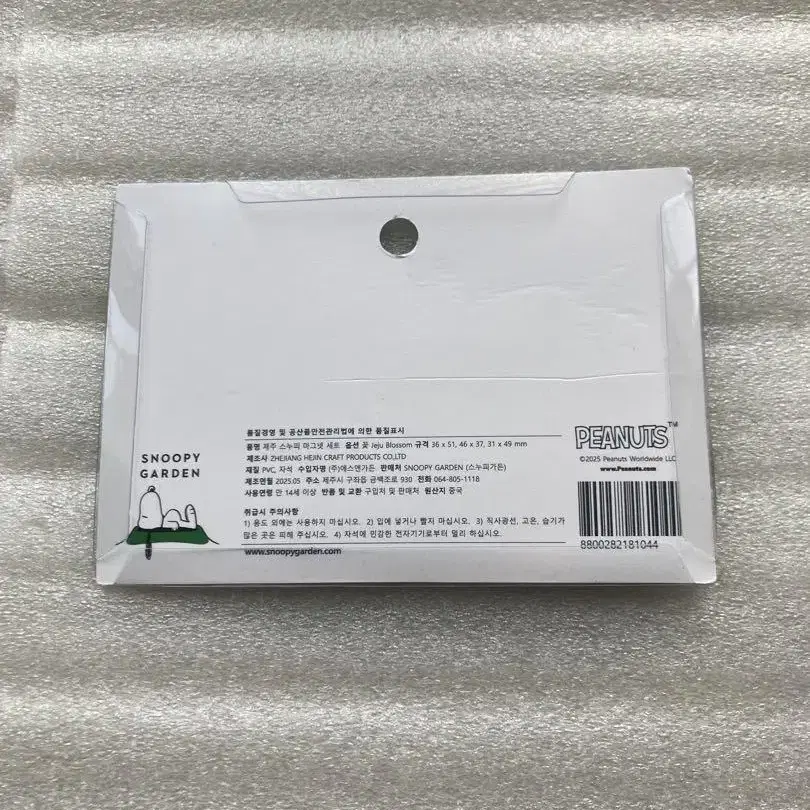 품질경영 및 공산품안전관리법에 의한 품질표시
품명 제주 스누피 마그넷 세트 옵션 꽃 Jeju Blossom 규격 36 x 51, 46 x 37, 31 x 49 mm
제조사 ZHEJIANG HEJIN CRAFT PRODUCTS CO,LTD
재질 PVC, 자석 수입자명 (주)에스앤가든 판매처 SNOOPY GARDEN (스누피가든)
제조연월 2025.05 주소 제주시 구좌읍 금백조로 930 전화 064-805-1118
사용연령 만 14세 이상 반품 및 교환 구입처 및 판매처 원산지 중국
취급시 주의사항
1) 용도 외에는 사용하지 마십시오. 2) 입에 넣거나 빨지 마십시오. 3) 직사광선, 고온, 습기가
많은 곳은 피해 주십시오. 4) 자석에 민감한 전자기기로부터 멀리 하십시오.
www.snoopygarden.com
SNOOPY
GARDEN
PEANUTS™
©2025 Peanuts Worldwide LLC
www.Peanuts.com
8800282181044